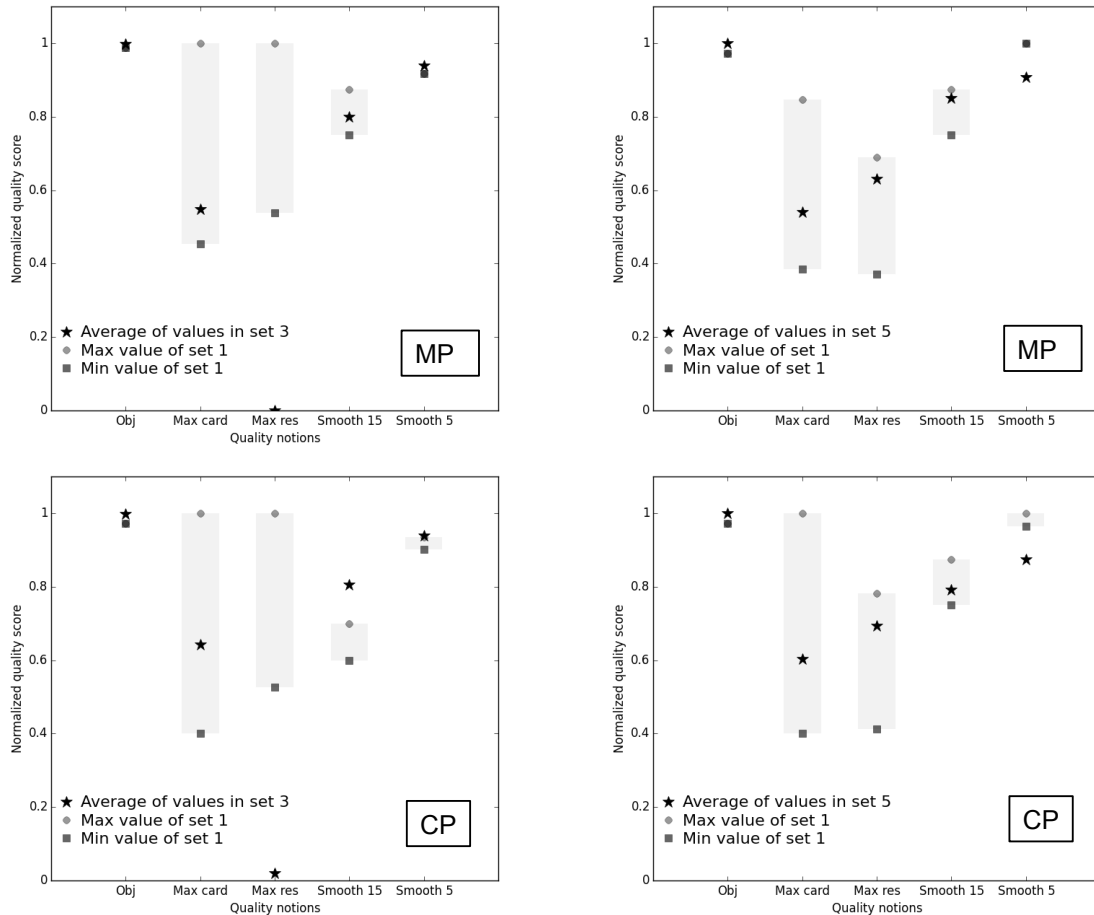 Normalized quality score
1
0.8
0.6
0.4
0.2
0
★ Average of values in set 3
Max value of set 1
Min value of set 1
MP
Obj Max card Max res Smooth 15 Smooth 5
Quality notions
Normalized quality score
1
0.8
0.6
0.4
0.2
0
★ Average of values in set 5
Max value of set 1
Min value of set 1
MP
Obj Max card Max res Smooth 15 Smooth 5
Normalized quality score
1
0.8
0.6
0.4
0.2
0
★ Average of values in set 3
Max value of set 1
Min value of set 1
CP
Obj Max card Max res Smooth 15 Smooth 5
Quality notions
Normalized quality score
1
0.8
0.6
0.4
0.2
0
★ Average of values in set 5
Max value of set 1
Min value of set 1
CP
Obj Max card Max res Smooth 15 Smooth 5
Quality notions